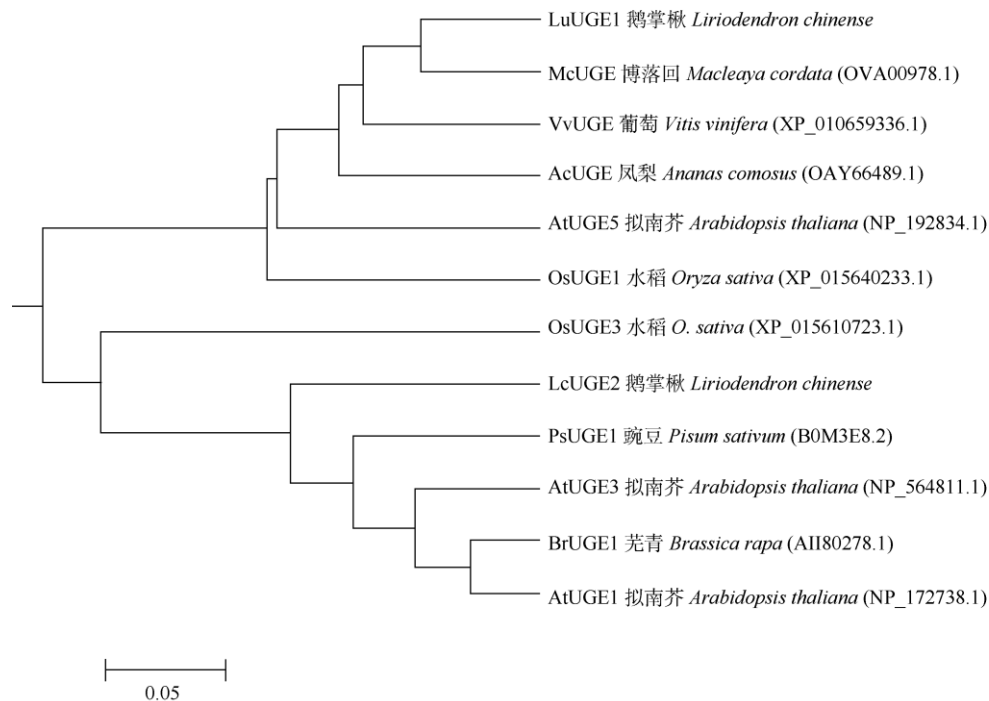 LuUGE1 鹅掌楸 Liriodendron chinense
McUGE 博落回 Macleaya cordata (OVA00978.1)
VvUGE 葡萄 Vitis vinifera (XP_010659336.1)
AcUGE 凤梨 Ananas comosus (OAY66489.1)
AtUGE5 拟南芥 Arabidopsis thaliana (NP_192834.1)
OsUGE1 水稻 Oryza sativa (XP_015640233.1)
OsUGE3 水稻 O. sativa (XP_015610723.1)
LcUGE2 鹅掌楸 Liriodendron chinense
PsUGE1 豌豆 Pisum sativum (B0M3E8.2)
AtUGE3 拟南芥 Arabidopsis thaliana (NP_564811.1)
BrUGE1 芜青 Brassica rapa (AII80278.1)
AtUGE1 拟南芥 Arabidopsis thaliana (NP_172738.1)
0.05